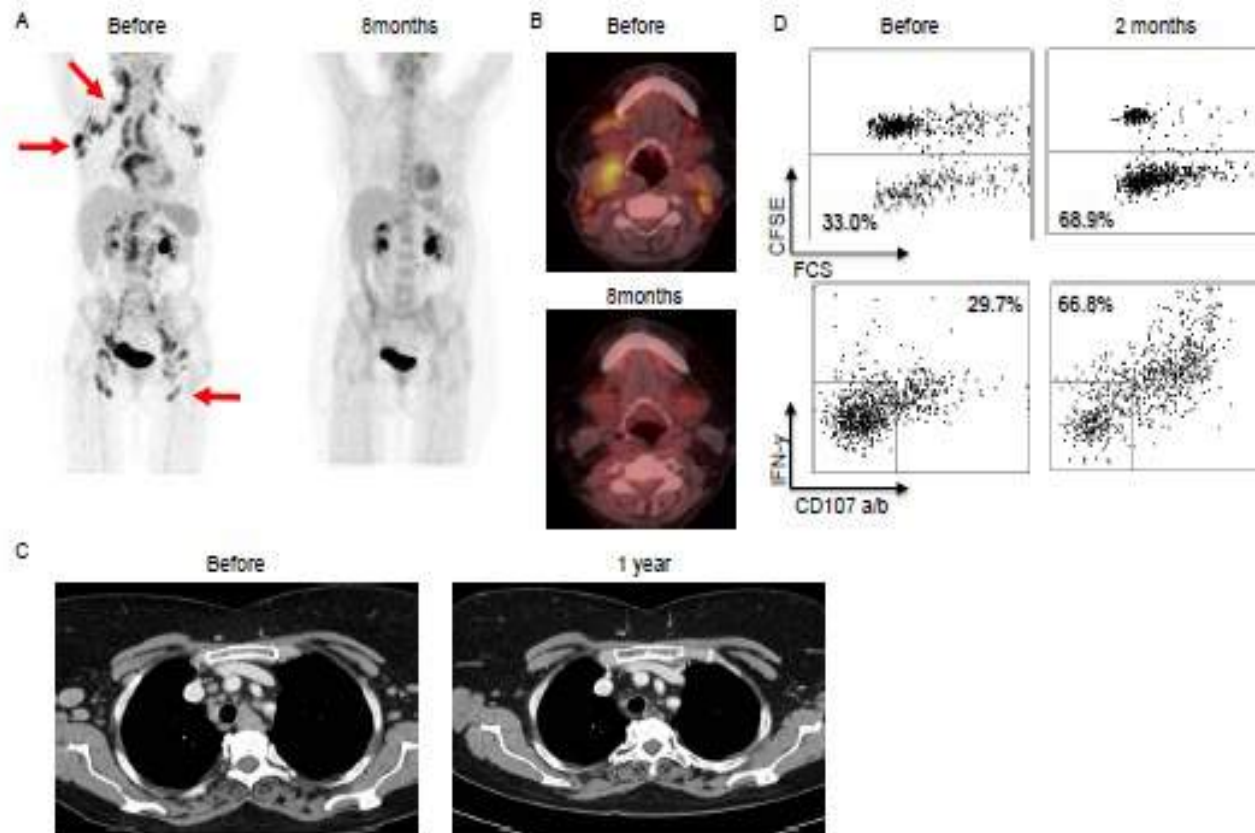 A
Before
8months
B
Before
8months
D
Before
2 months
CFSE
33.0%
68.9%
FCS
29.7%
66.8%
IFN-γ
CD107 a/b
C
Before
1 year